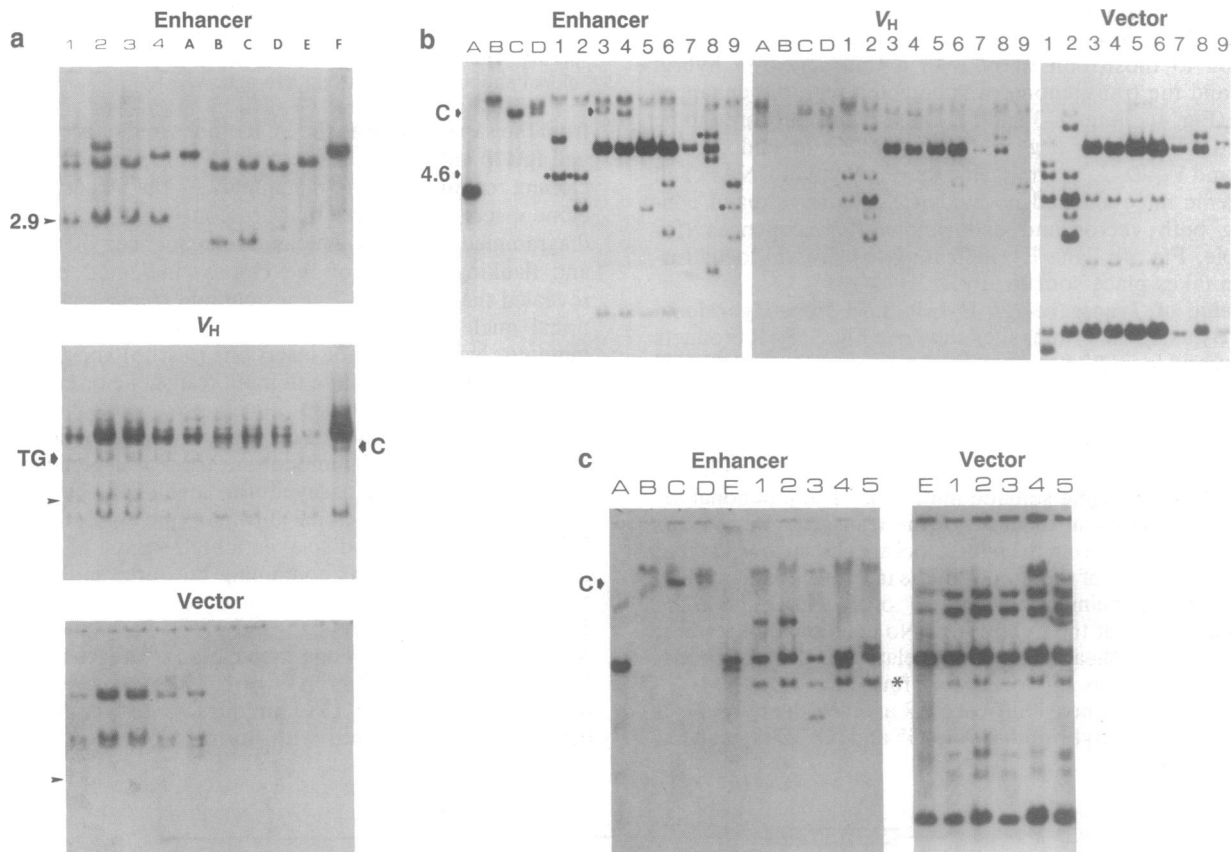 a
Enhancer
1 2 3 4 A B C D E F
2.9
V_H
TG
C
Vector
b
Enhancer
A B C D 1 2 3 4 5 6 7 8 9
C
4.6
V_H
A B C D 1 2 3 4 5 6 7 8 9
Vector
1 2 3 4 5 6 7 8 9
c
Enhancer
A B C D E 1 2 3 4 5
C
*
Vector
E 1 2 3 4 5